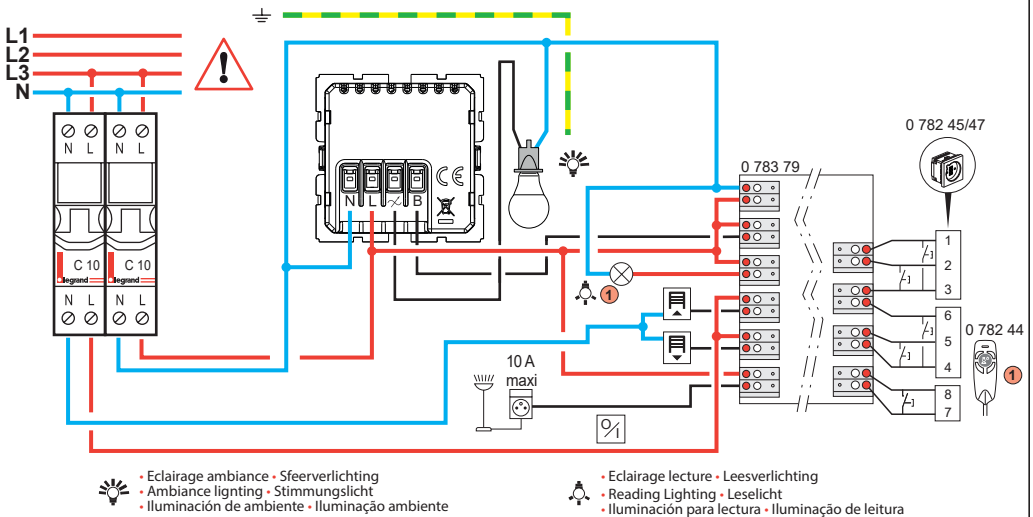 L1
L2
L3
N
N L
N L
C 10
legrand
C 10
legrand
N L
N L
N L B
CE
0 783 79
0 782 45/47
1
2
3
6
5
4
8
7
0 782 44
1
1
10 A
maxi
O/I
• Eclairage ambiance • Sfeerverlichting
• Ambiance lignting • Stimmungslicht
• Iluminación de ambiente • Iluminação ambiente
• Eclairage lecture • Leesverlichting
• Reading Lighting • Leselicht
• Iluminación para lectura • Iluminação de leitura